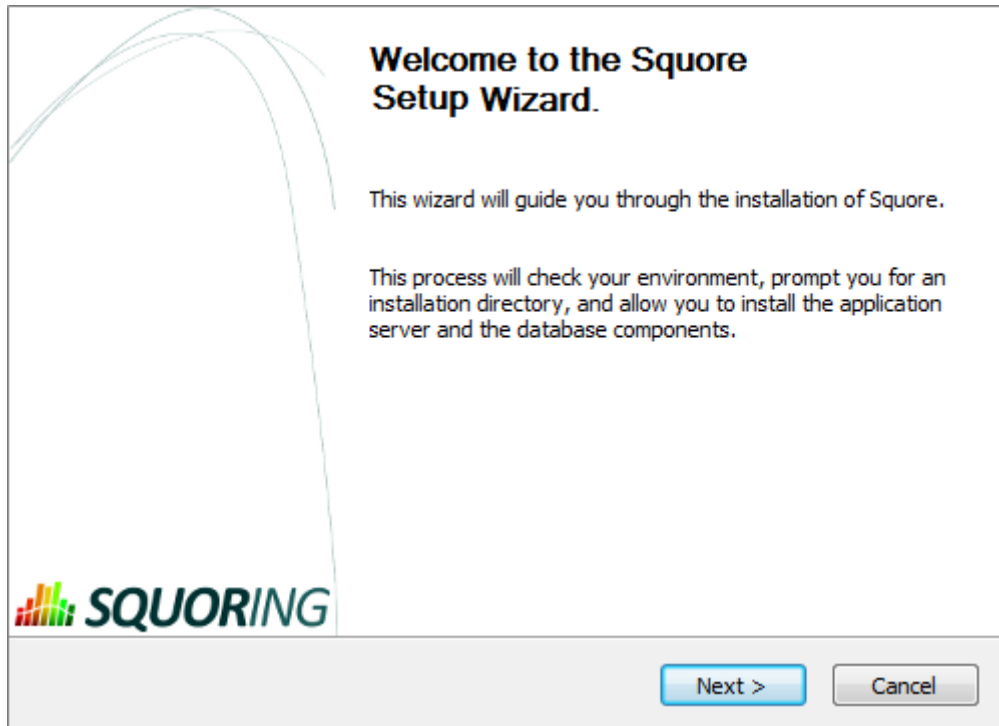 Welcome to the Squore
Setup Wizard.
This wizard will guide you through the installation of Squore.
This process will check your environment, prompt you for an
installation directory, and allow you to install the application
server and the database components.
SQUORING
Next >
Cancel